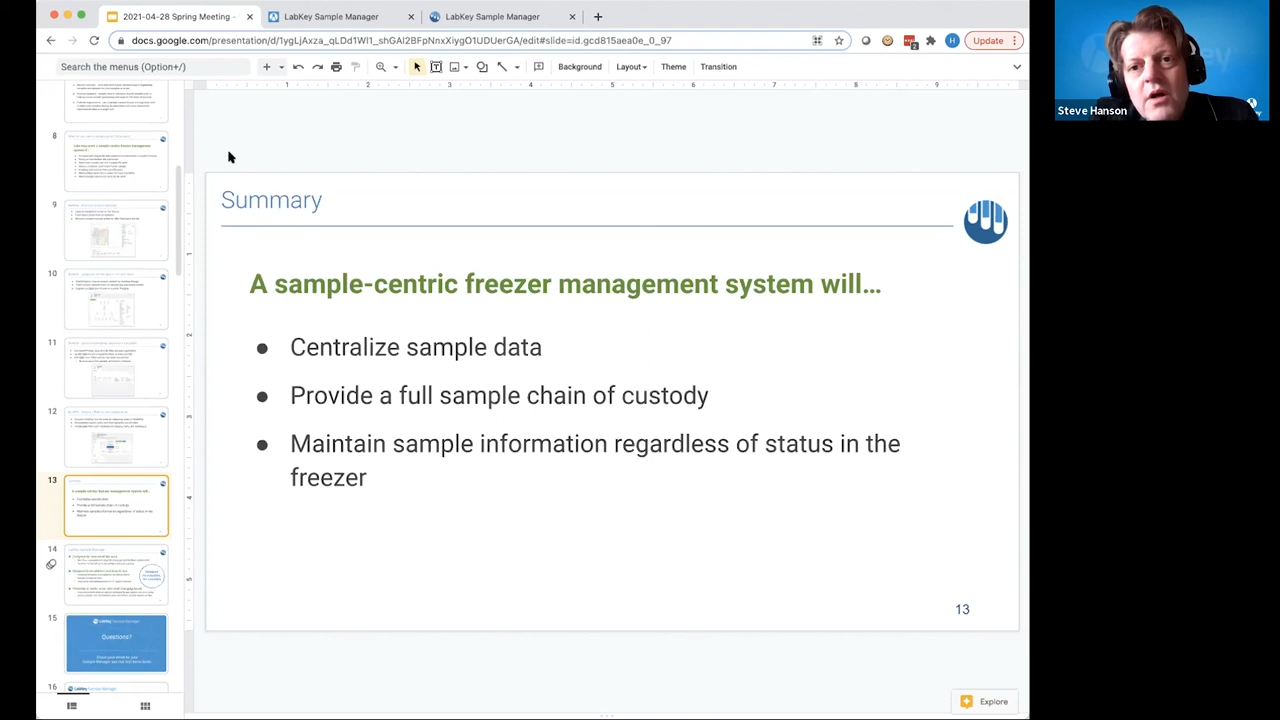 2021-04-28 Spring Meeting -
LabKey Sample Manager
LabKey Sample Manager
docs.google.com/presentation/d/1ygLjAxza_qLDd1Wl1_shGAI2BFpNnxXiygTtUDUerGA/edit#slide=id.gcd815aea0e_0_97
2
H
Update
Steve Hanson
Search the menus (Option+/)
Background
Layout
Theme
Transition
8
9
10
11
12
13
14
15
Questions?
16
Summary
A sample-centric freezer management system will...
Centralize sample data
Provide a full sample chain of custody
Maintain sample information regardless of status in the
freezer
13
Explore